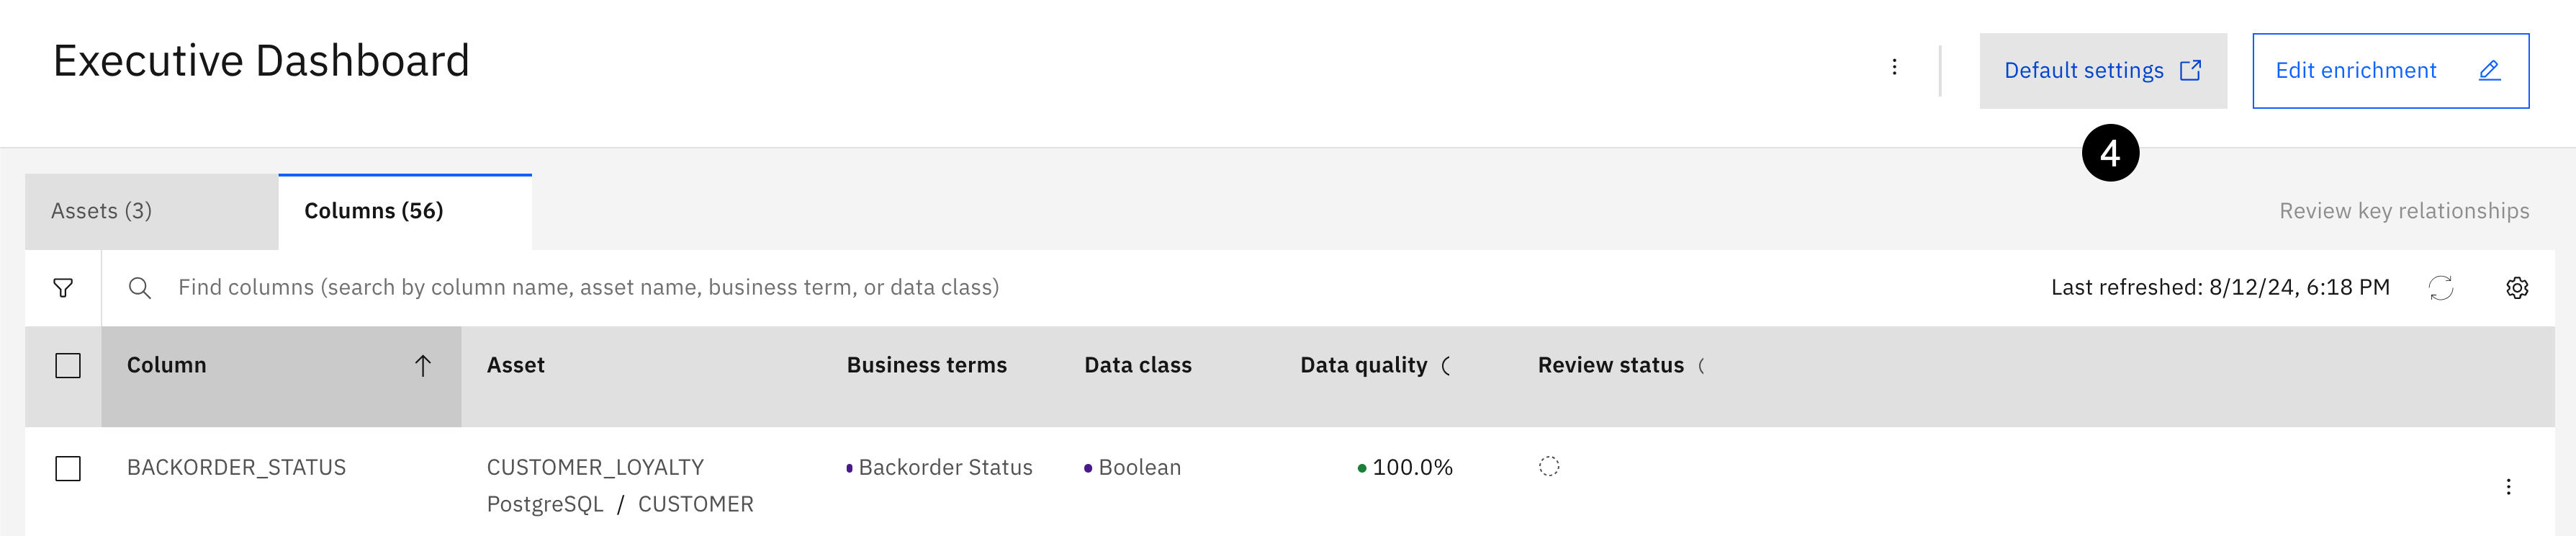 Executive Dashboard
Default settings
Edit enrichment
4
Assets (3)
Columns (56)
Review key relationships
Find columns (search by column name, asset name, business term, or data class)
Last refreshed: 8/12/24, 6:18 PM
Column
Asset
Business terms
Data class
Data quality
Review status
BACKORDER_STATUS
CUSTOMER_LOYALTY
Backorder Status
Boolean
100.0%
PostgreSQL / CUSTOMER